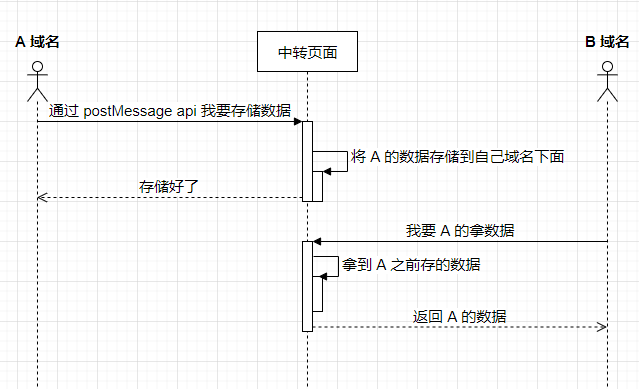 A 域名
中转页面
B 域名
通过 postMessage api 我要存储数据
将 A 的数据存储到自己域名下面
存储好了
我要 A 的拿数据
拿到 A 之前存的数据
返回 A 的数据